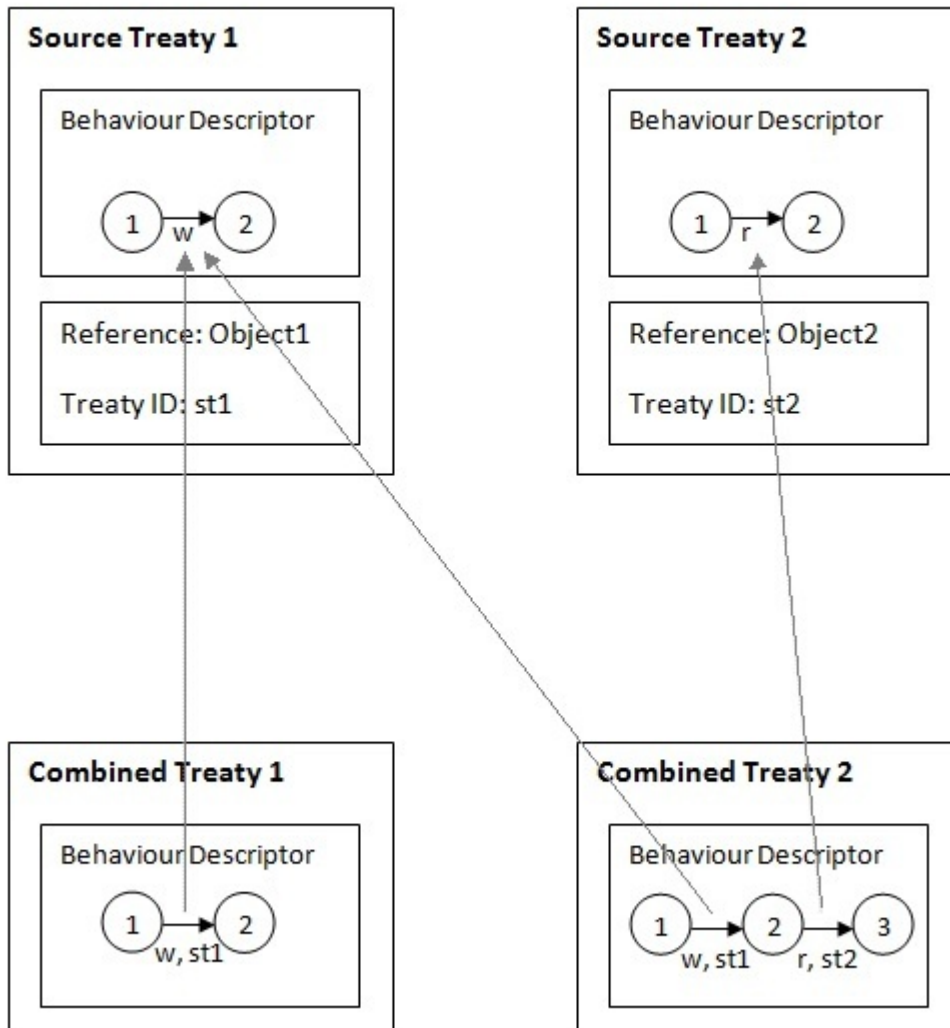 Source Treaty 1
Behaviour Descriptor
1 2
w
Reference: Object1
Treaty ID: st1
Source Treaty 2
Behaviour Descriptor
1 2
r
Reference: Object2
Treaty ID: st2
Combined Treaty 1
Behaviour Descriptor
1 2
w, st1
Combined Treaty 2
Behaviour Descriptor
1 2 3
w, st1 r, st2